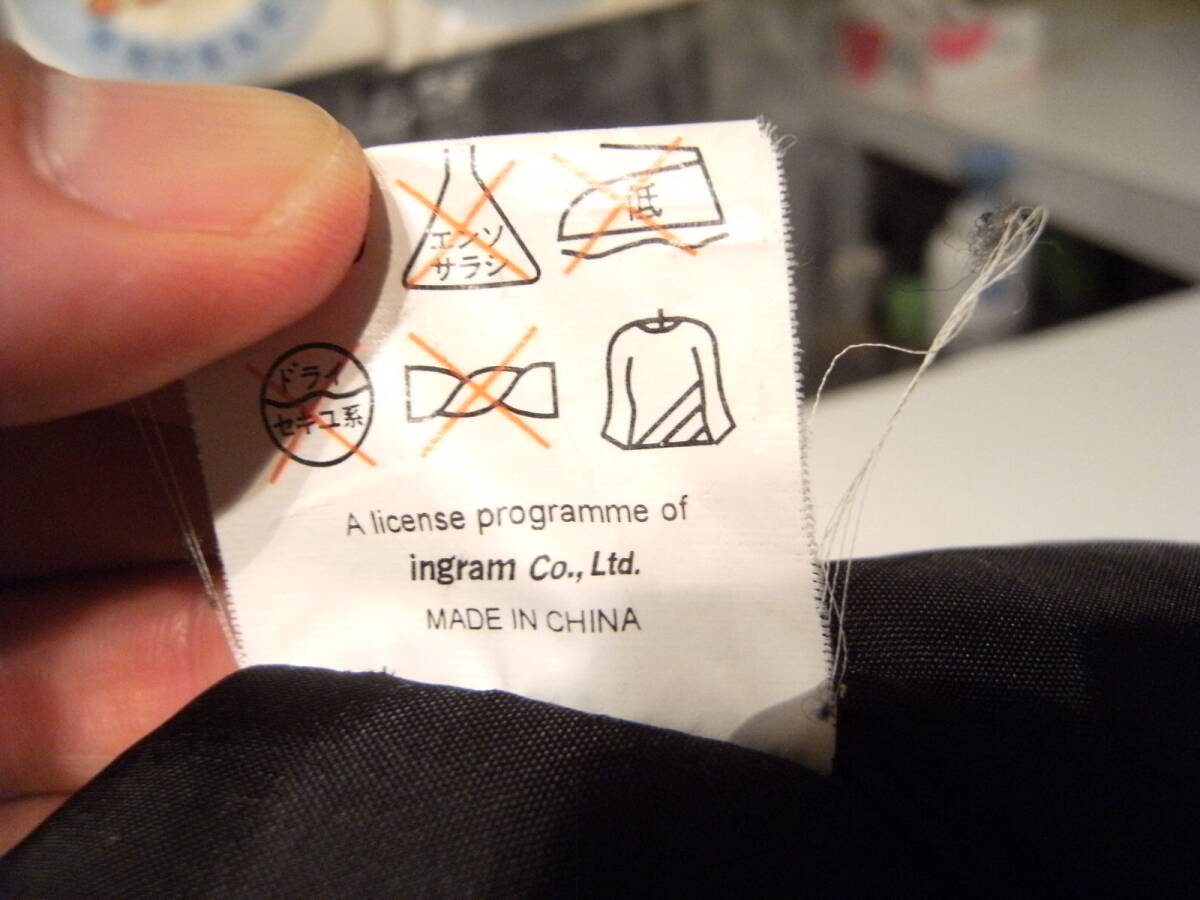 エンソ
サラシ
低
ドライ
セキユ系
A license programme of
ingram Co., Ltd.
MADE IN CHINA